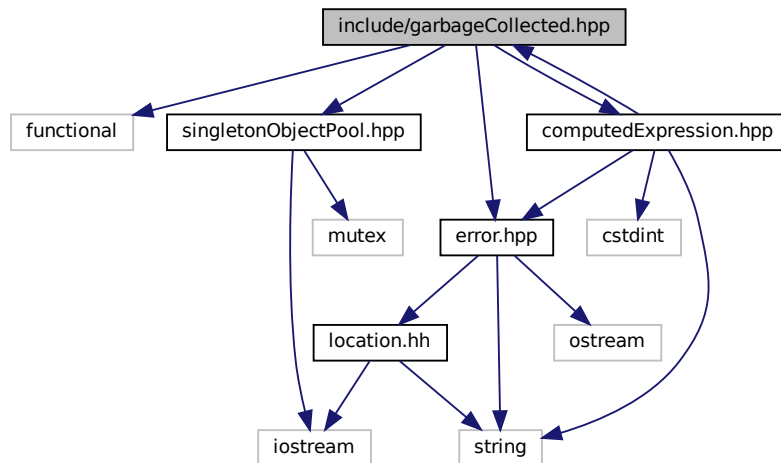 include/garbageCollected.hpp
functional
singletonObjectPool.hpp
computedExpression.hpp
mutex
error.hpp
cstdint
location.hh
ostream
iostream
string